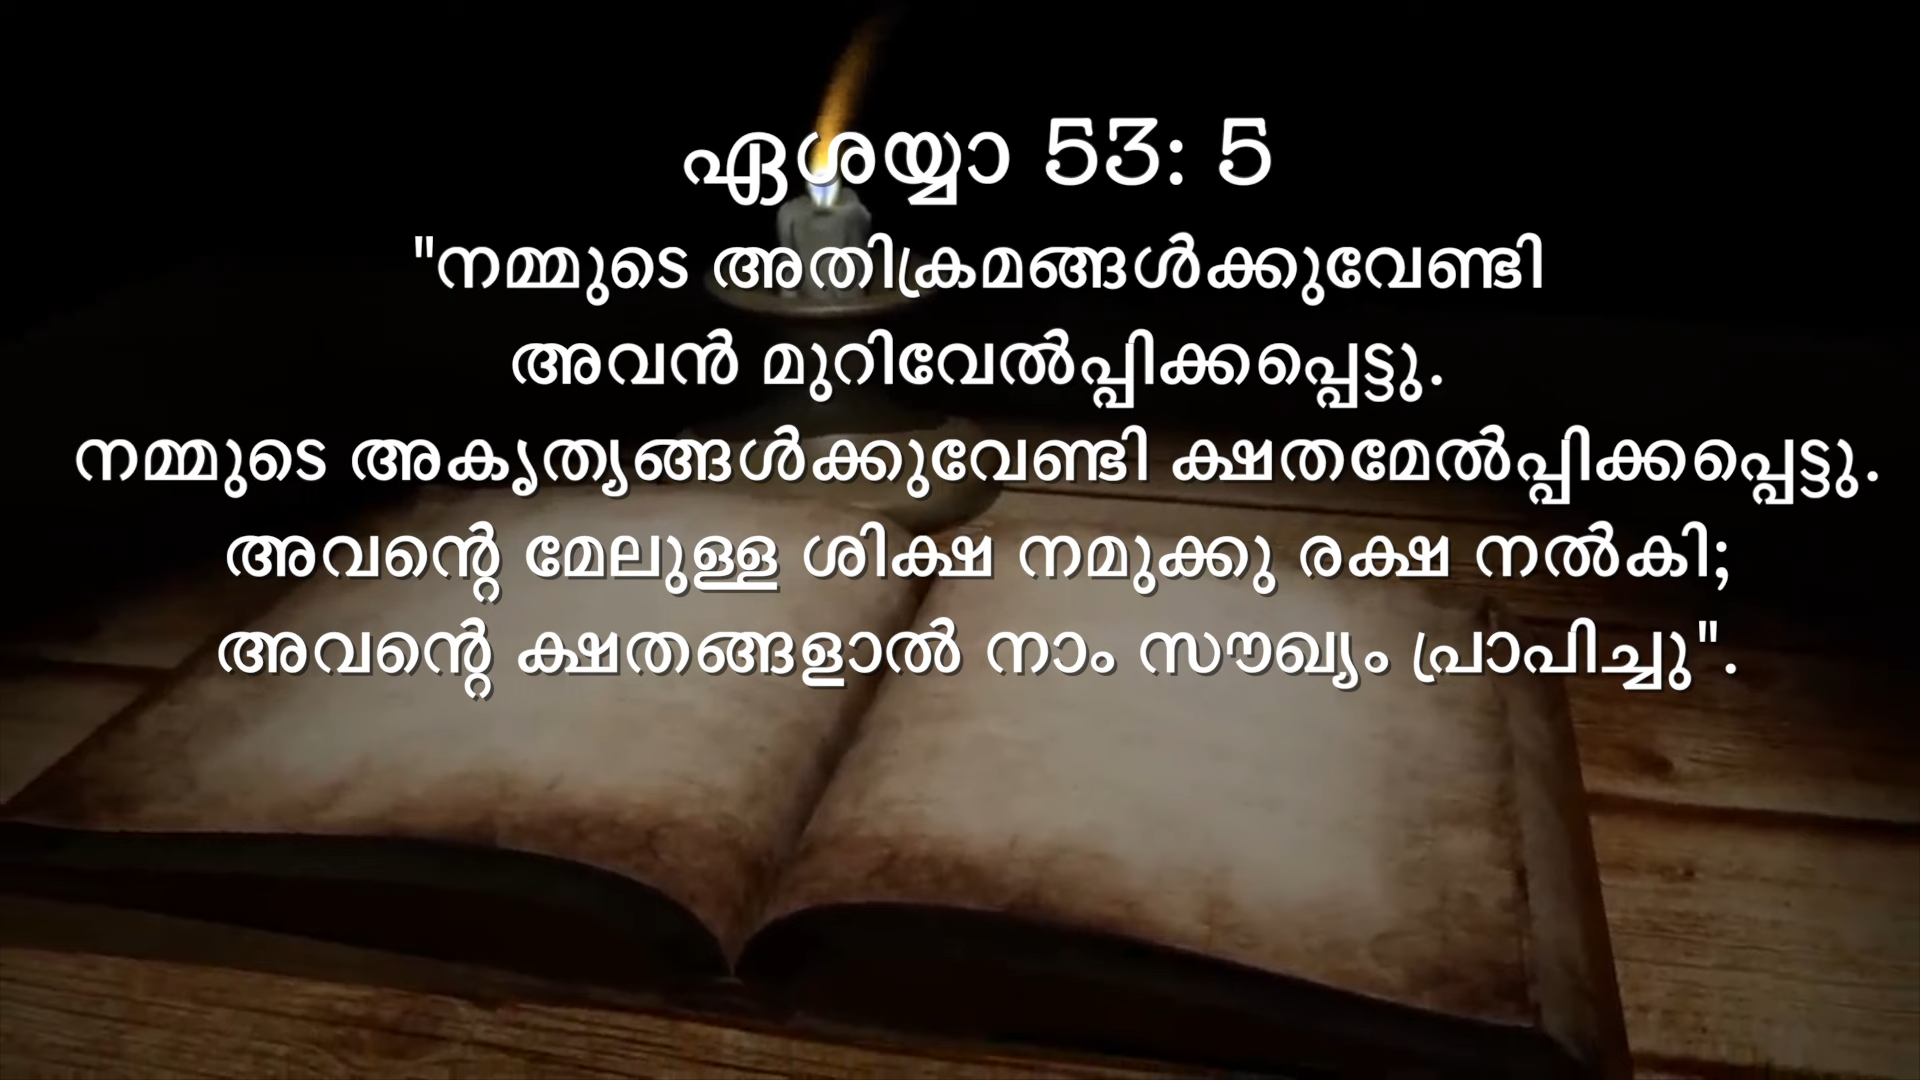 ഏശയ്യാ 53: 5
"നമ്മുടെ അതിക്രമങ്ങൾക്കുവേണ്ടി
അവൻ മുറിവേൽപ്പിക്കപ്പെട്ടു.
നമ്മുടെ അകൃത്യങ്ങൾക്കുവേണ്ടി ക്ഷതമേൽപ്പിക്കപ്പെട്ടു.
അവന്റെ മേലുള്ള ശിക്ഷ നമുക്കു രക്ഷ നൽകി;
അവന്റെ ക്ഷതങ്ങളാൽ നാം സൗഖ്യം പ്രാപിച്ചു".